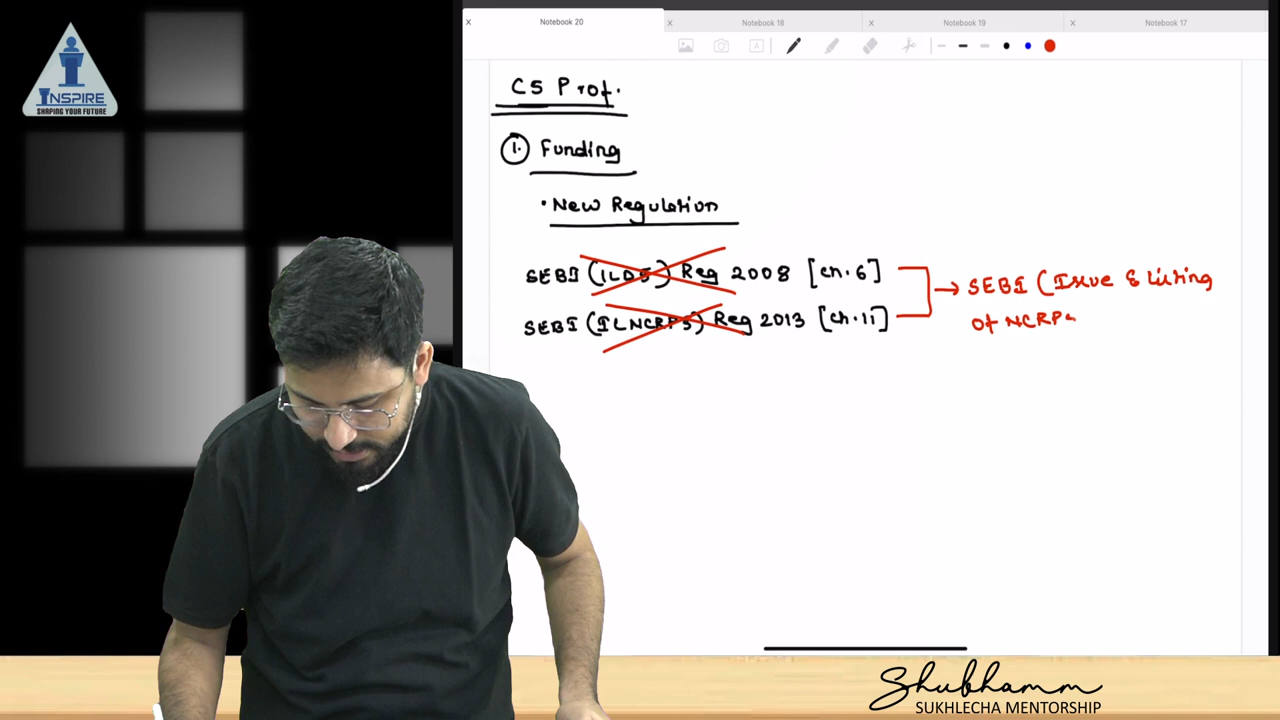 INSPIRE
SHAPING YOUR FUTURE
Notebook 20
Notebook 18
Notebook 19
Notebook 17
CS Prof.
1. Funding
• New Regulation
SEBI (ILDS) Reg 2008 [Ch. 6]
SEBI (ILNCRPS) Reg 2013 [Ch. 11]
→ SEBI (Issue & Listing
of NCRPS
Shubhamm
SUKHLECHA MENTORSHIP